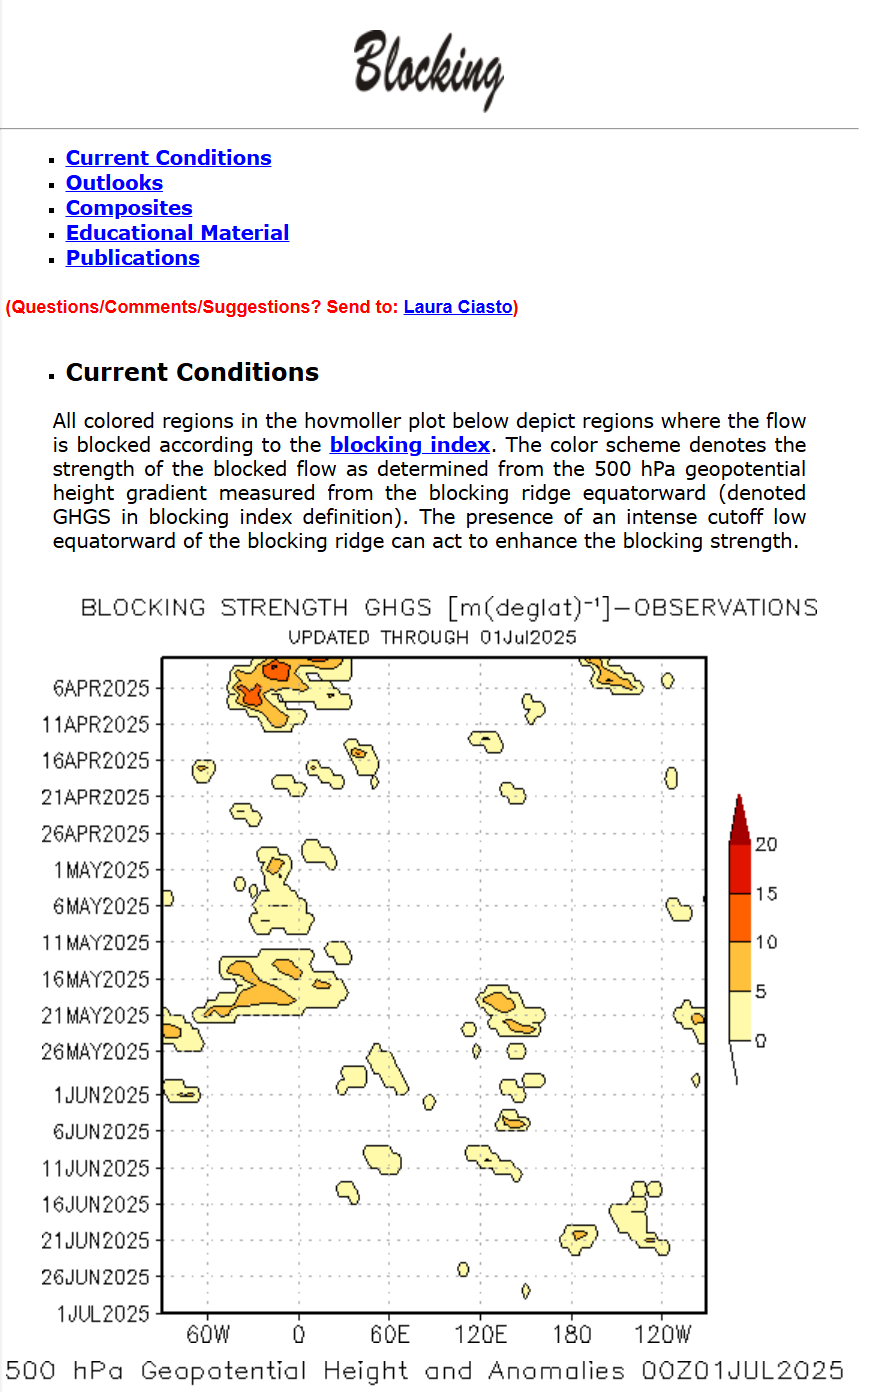 Blocking
Current Conditions
Outlooks
Composites
Educational Material
Publications
(Questions/Comments/Suggestions? Send to: Laura Ciasto)
Current Conditions
All colored regions in the hovmoller plot below depict regions where the flow
is blocked according to the blocking index. The color scheme denotes the
strength of the blocked flow as determined from the 500 hPa geopotential
height gradient measured from the blocking ridge equatorward (denoted
GHGS in blocking index definition). The presence of an intense cutoff low
equatorward of the blocking ridge can act to enhance the blocking strength.
BLOCKING STRENGTH GHGS [m(deglat)⁻¹]–OBSERVATIONS
UPDATED THROUGH 01Jul2025
6APR2025
11APR2025
16APR2025
21APR2025
26APR2025
1MAY2025
6MAY2025
11MAY2025
16MAY2025
21MAY2025
26MAY2025
1JUN2025
6JUN2025
11JUN2025
16JUN2025
21JUN2025
26JUN2025
1JUL2025
60W 0 60E 120E 180 120W
20
15
10
5
0
500 hPa Geopotential Height and Anomalies 00Z01JUL2025